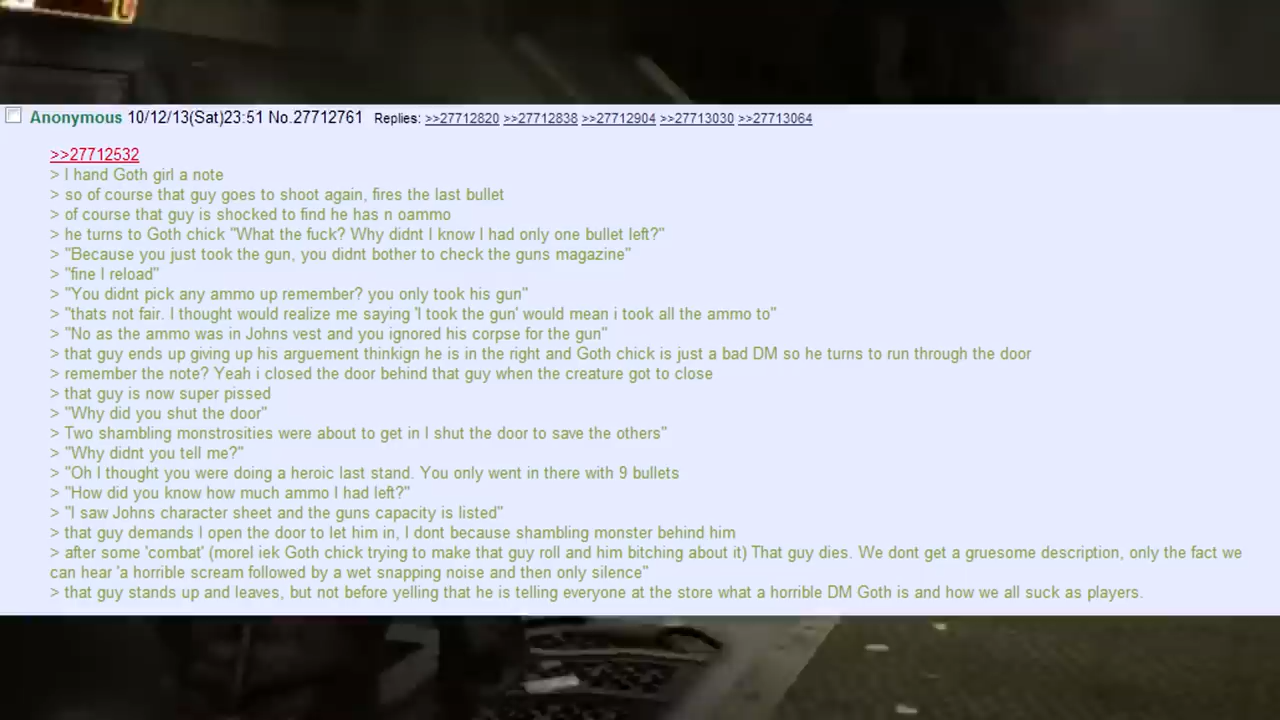 Anonymous 10/12/13(Sat)23:51 No.27712761 Replies: >>27712820 >>27712838 >>27712904 >>27713030 >>27713064
>>27712532
> I hand Goth girl a note
> so of course that guy goes to shoot again, fires the last bullet
> of course that guy is shocked to find he has n oammo
> he turns to Goth chick "What the fuck? Why didnt I know I had only one bullet left?"
> "Because you just took the gun, you didnt bother to check the guns magazine"
> "fine I reload"
> "You didnt pick any ammo up remember? you only took his gun"
> "thats not fair. I thought would realize me saying 'I took the gun' would mean i took all the ammo to"
> "No as the ammo was in Johns vest and you ignored his corpse for the gun"
> that guy ends up giving up his arguement thinkign he is in the right and Goth chick is just a bad DM so he turns to run through the door
> remember the note? Yeah i closed the door behind that guy when the creature got to close
> that guy is now super pissed
> "Why did you shut the door"
> Two shambling monstrosities were about to get in I shut the door to save the others"
> "Why didnt you tell me?"
> "Oh I thought you were doing a heroic last stand. You only went in there with 9 bullets
> "How did you know how much ammo I had left?"
> "I saw Johns character sheet and the guns capacity is listed"
> that guy demands I open the door to let him in, I dont because shambling monster behind him
> after some 'combat' (morel iek Goth chick trying to make that guy roll and him bitching about it) That guy dies. We dont get a gruesome description, only the fact we
can hear 'a horrible scream followed by a wet snapping noise and then only silence"
> that guy stands up and leaves, but not before yelling that he is telling everyone at the store what a horrible DM Goth is and how we all suck as players.